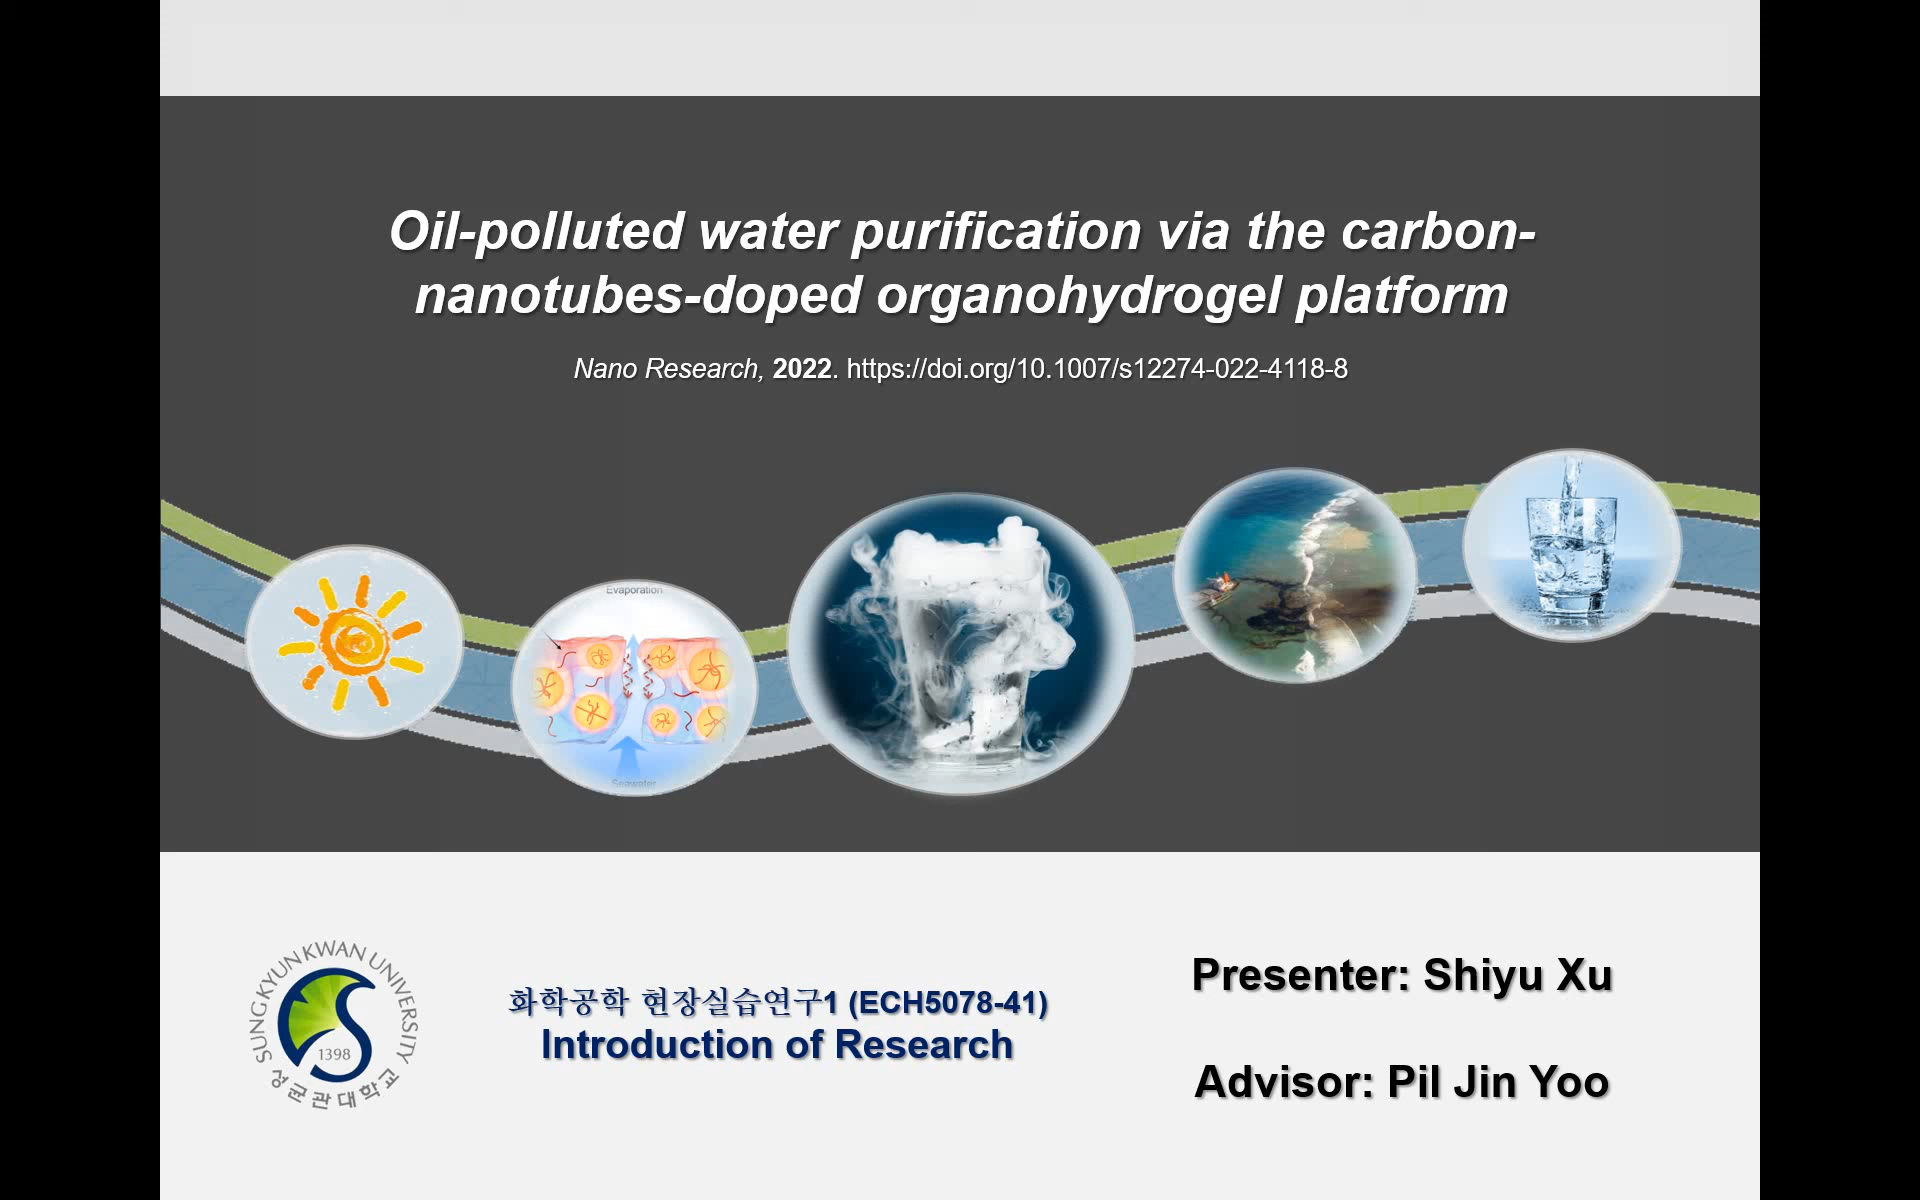 Oil-polluted water purification via the carbon-
nanotubes-doped organohydrogel platform
Nano Research, 2022. https://doi.org/10.1007/s12274-022-4118-8
Evaporation
Seawater
SUNGKYUNKWAN UNIVERSITY
1398
성균관대학교
화학공학 현장실습연구1 (ECH5078-41)
Introduction of Research
Presenter: Shiyu Xu
Advisor: Pil Jin Yoo